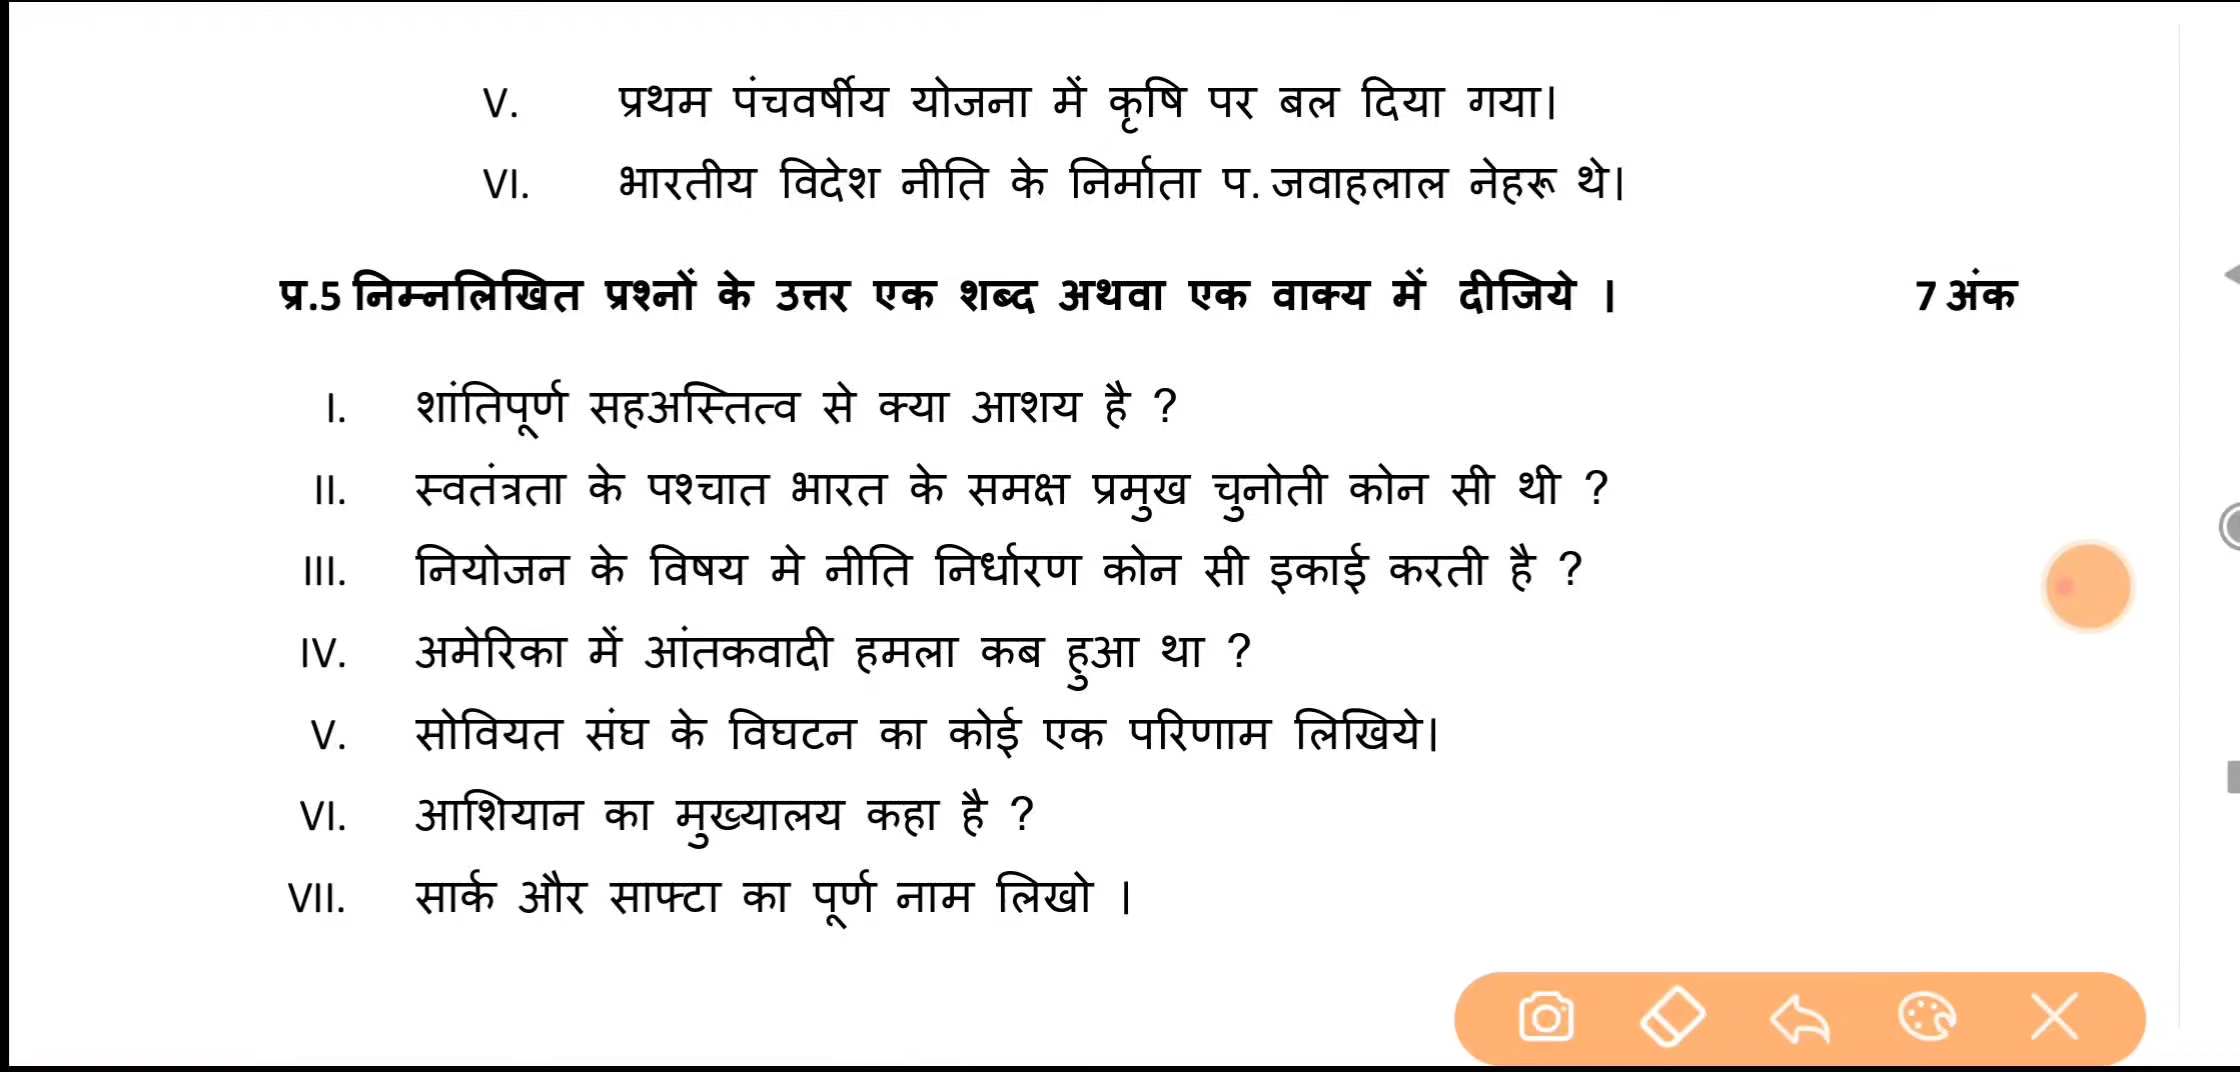 V. प्रथम पंचवर्षीय योजना में कृषि पर बल दिया गया।
VI. भारतीय विदेश नीति के निर्माता प. जवाहलाल नेहरू थे।
प्र.5 निम्नलिखित प्रश्नों के उत्तर एक शब्द अथवा एक वाक्य में दीजिये । 7 अंक
I. शांतिपूर्ण सहअस्तित्व से क्या आशय है ?
II. स्वतंत्रता के पश्चात भारत के समक्ष प्रमुख चुनोती कोन सी थी ?
III. नियोजन के विषय मे नीति निर्धारण कोन सी इकाई करती है ?
IV. अमेरिका में आंतकवादी हमला कब हुआ था ?
V. सोवियत संघ के विघटन का कोई एक परिणाम लिखिये।
VI. आशियान का मुख्यालय कहा है ?
VII. सार्क और साफ्टा का पूर्ण नाम लिखो ।